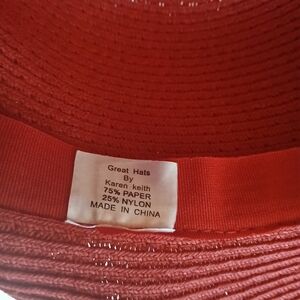 Great Hats
By
Karen keith
75% PAPER
25% NYLON
MADE IN CHINA